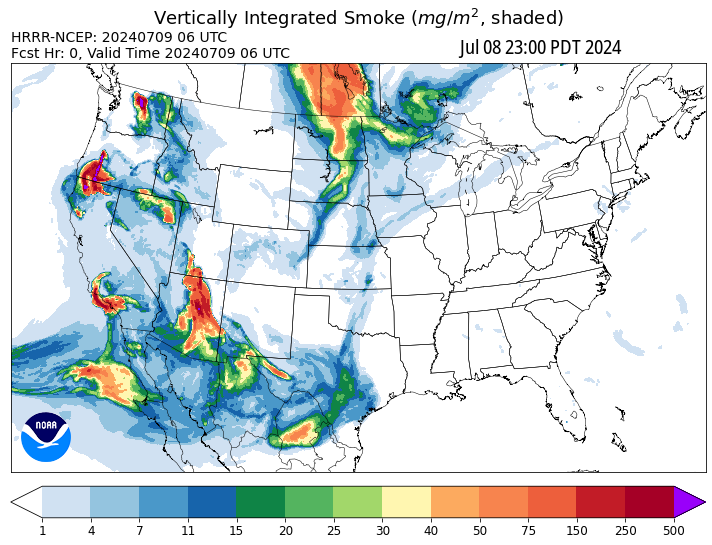 Vertically Integrated Smoke (mg/m², shaded)
HRRR-NCEP: 20240709 06 UTC
Fcst Hr: 0, Valid Time 20240709 06 UTC
Jul 08 23:00 PDT 2024
NOAA
1 4 7 11 15 20 25 30 40 50 75 150 250 500